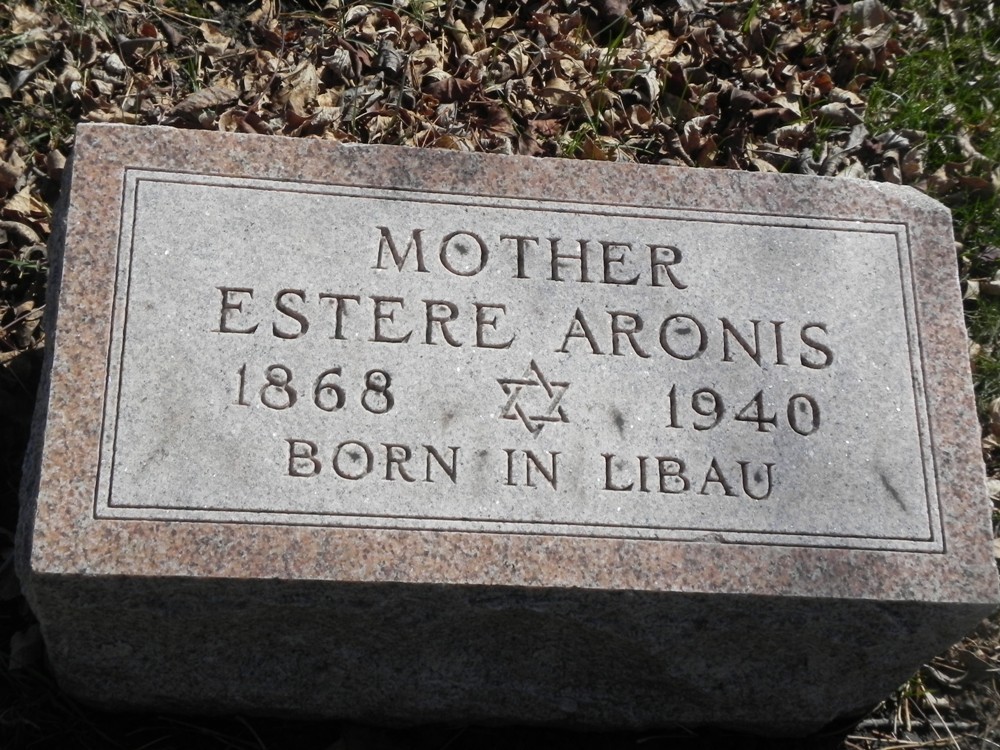 MOTHER
ESTERE ARONIS
1868 1940
BORN IN LIBAU